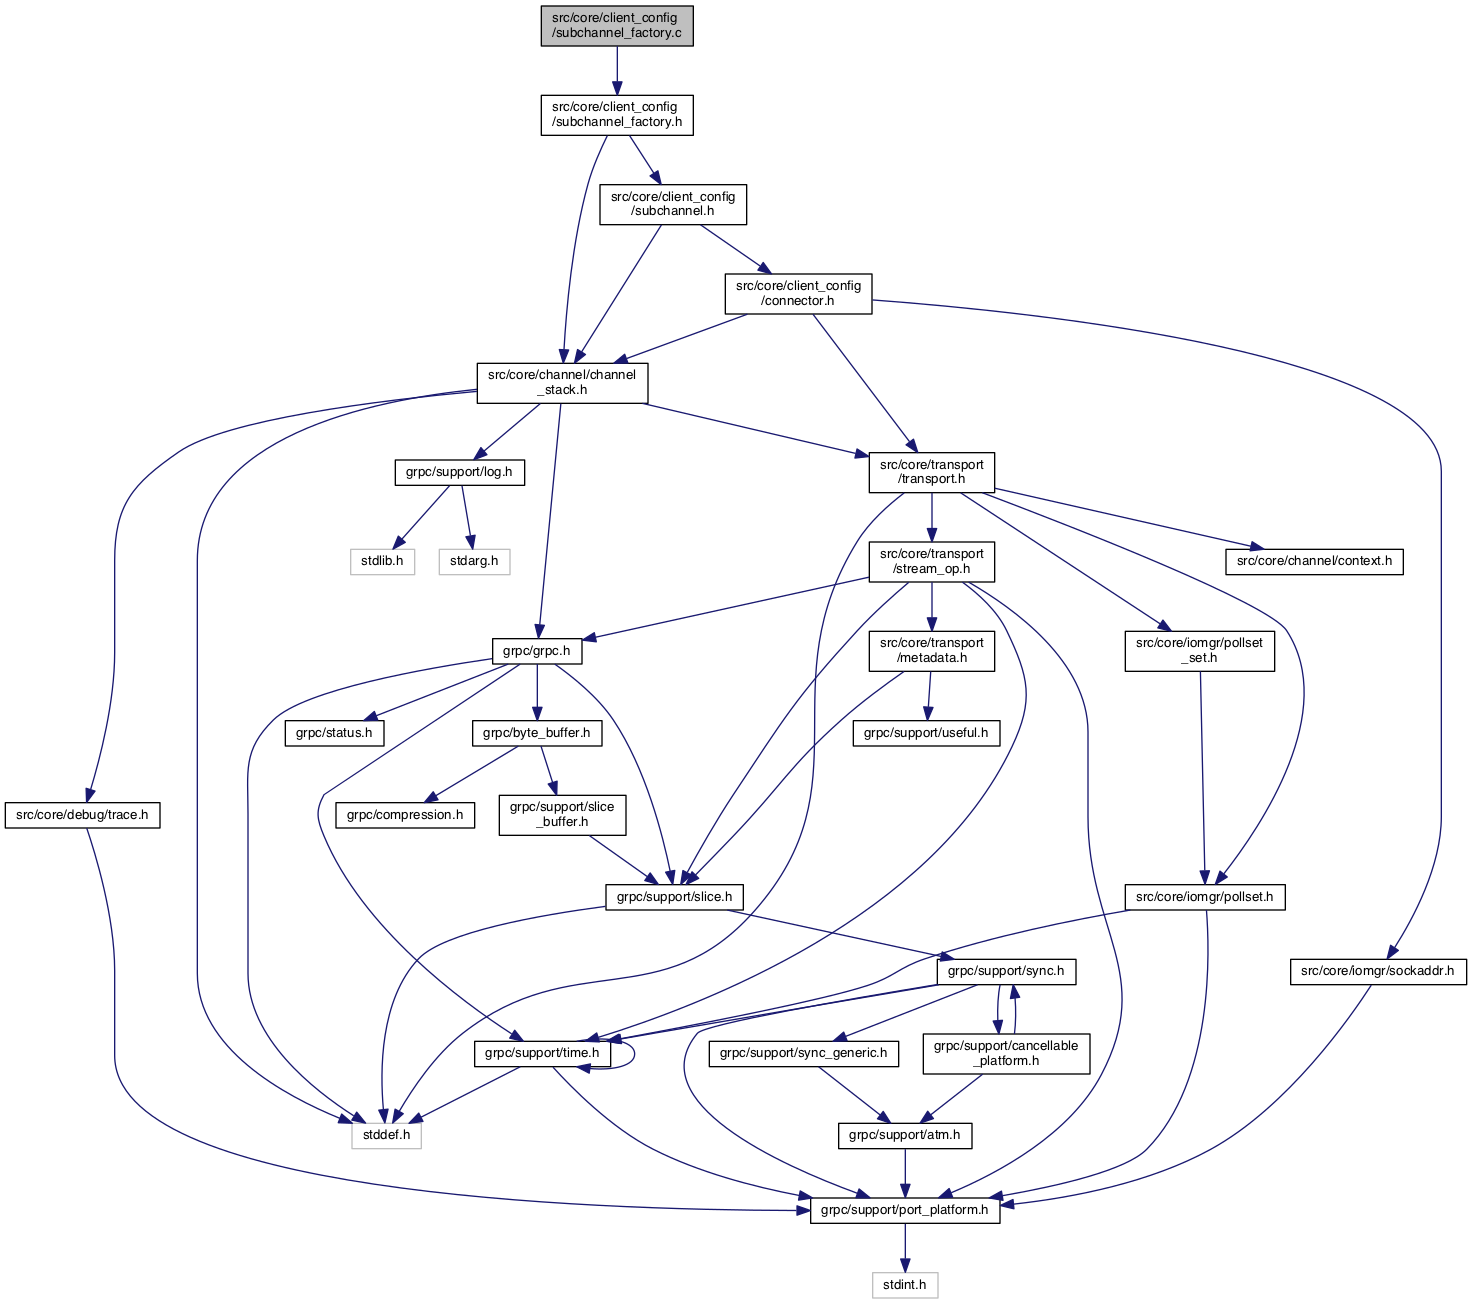 src/core/client_config
/subchannel_factory.c
src/core/client_config
/subchannel_factory.h
src/core/client_config
/subchannel.h
src/core/client_config
/connector.h
src/core/channel/channel
_stack.h
src/core/transport
/transport.h
grpc/support/log.h
stdlib.h
stdarg.h
src/core/transport
/stream_op.h
src/core/channel/context.h
grpc/grpc.h
src/core/transport
/metadata.h
src/core/iomgr/pollset
_set.h
grpc/status.h
grpc/byte_buffer.h
grpc/support/useful.h
src/core/debug/trace.h
grpc/compression.h
grpc/support/slice
_buffer.h
grpc/support/slice.h
src/core/iomgr/pollset.h
grpc/support/sync.h
src/core/iomgr/sockaddr.h
grpc/support/time.h
grpc/support/sync_generic.h
grpc/support/cancellable
_platform.h
stddef.h
grpc/support/atm.h
grpc/support/port_platform.h
stdint.h